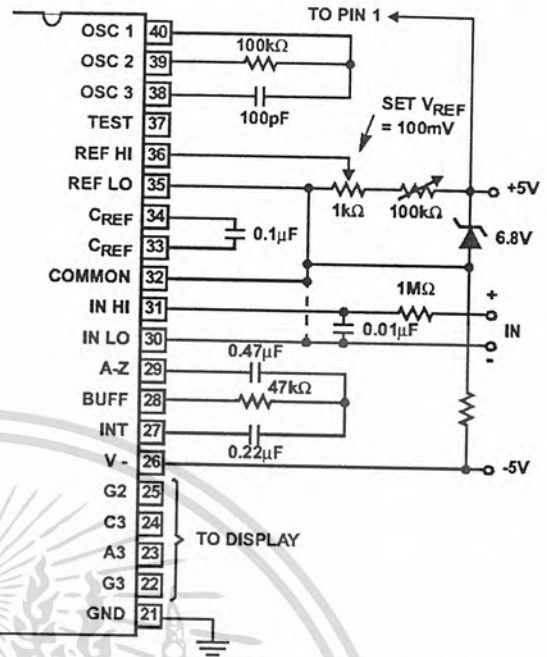 TO PIN 1
OSC 1 40
OSC 2 39
OSC 3 38
TEST 37
REF HI 36
REF LO 35
CREF 34
CREF 33
COMMON 32
IN HI 31
IN LO 30
A-Z 29
BUFF 28
INT 27
V - 26
G2 25
C3 24
A3 23
G3 22
GND 21
100kΩ
100pF
SET VREF
= 100mV
1kΩ
100kΩ
+5V
0.1µF
6.8V
1MΩ
+
0.01µF
IN
-
0.47µF
47kΩ
0.22µF
-5V
TO DISPLAY